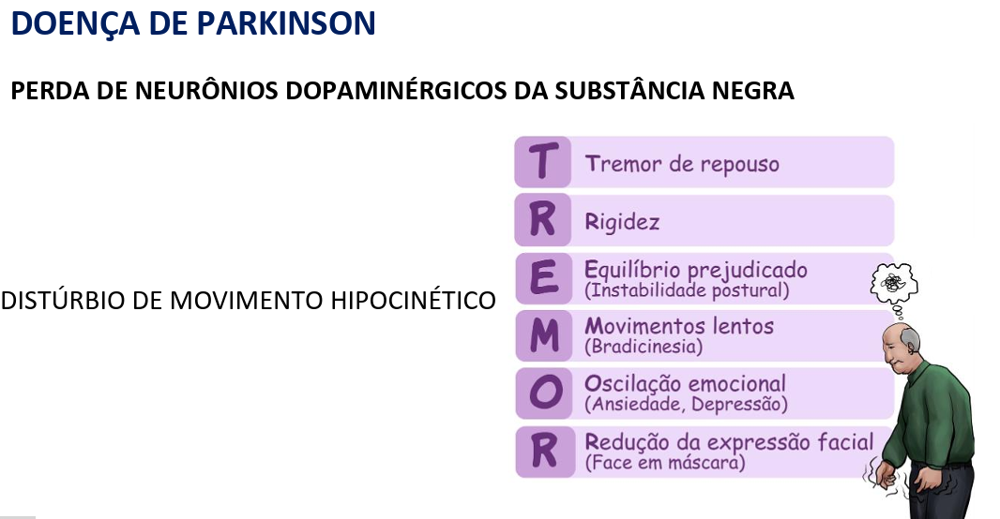 DOENÇA DE PARKINSON
PERDA DE NEURÔNIOS DOPAMINÉRGICOS DA SUBSTÂNCIA NEGRA
DISTÚRBIO DE MOVIMENTO HIPOCINÉTICO
T Tremor de repouso
R Rigidez
E Equilíbrio prejudicado
(Instabilidade postural)
M Movimentos lentos
(Bradicinesia)
O Oscilação emocional
(Ansiedade, Depressão)
R Redução da expressão facial
(Face em máscara)